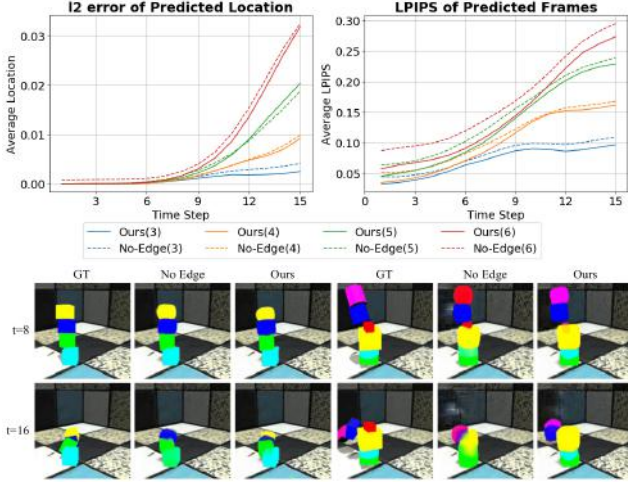 l2 error of Predicted Location
LPIPS of Predicted Frames
Average Location
0.03
0.02
0.01
0.00
3 6 9 12 15
Time Step
Average LPIPS
0.30
0.25
0.20
0.15
0.10
0.05
0 3 6 9 12 15
Time Step
Ours(3) Ours(4) Ours(5) Ours(6)
No-Edge(3) No-Edge(4) No-Edge(5) No-Edge(6)
GT No Edge Ours GT No Edge Ours
t=8
t=16